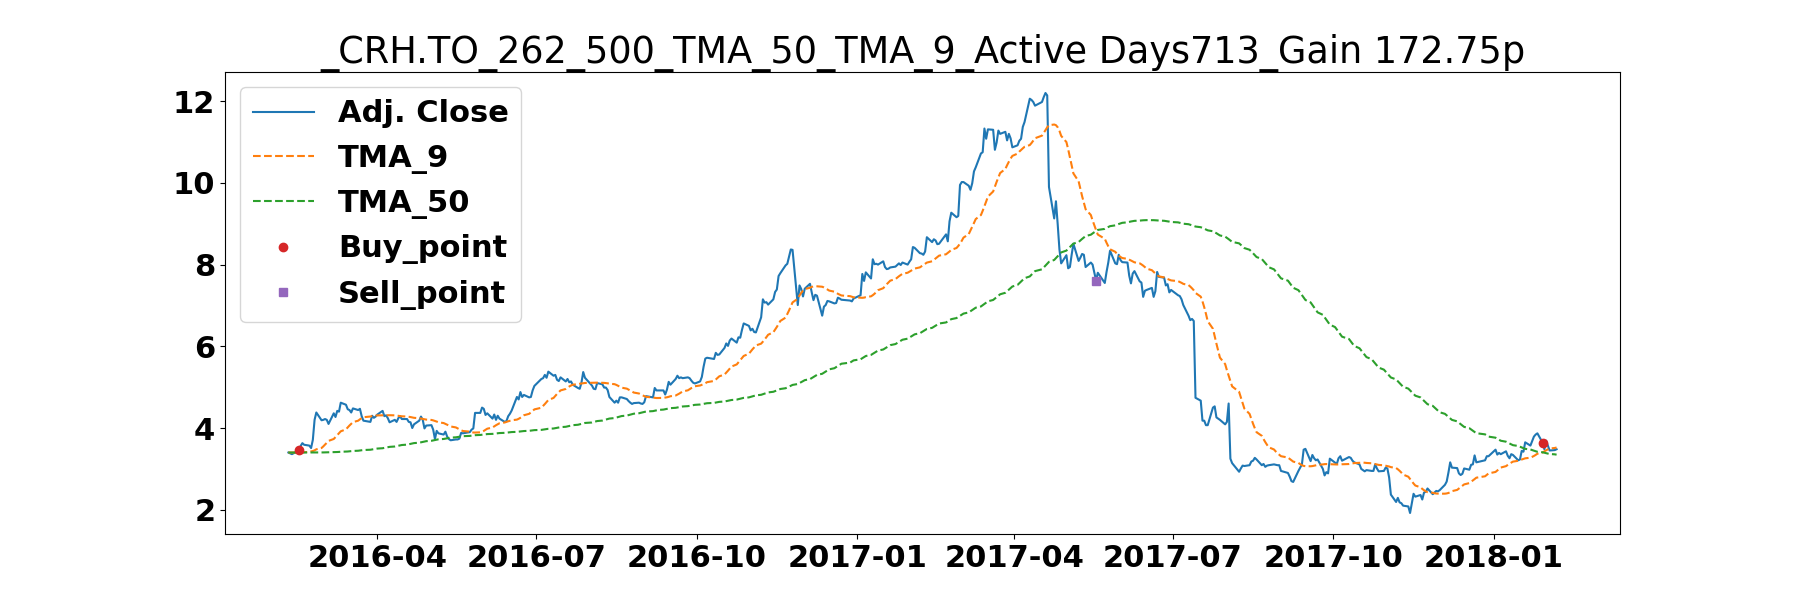 _CRH.TO_262_500_TMA_50_TMA_9_Active Days713_Gain 172.75p
Adj. Close
TMA_9
TMA_50
Buy_point
Sell_point
12
10
8
6
4
2
2016-04 2016-07 2016-10 2017-01 2017-04 2017-07 2017-10 2018-01